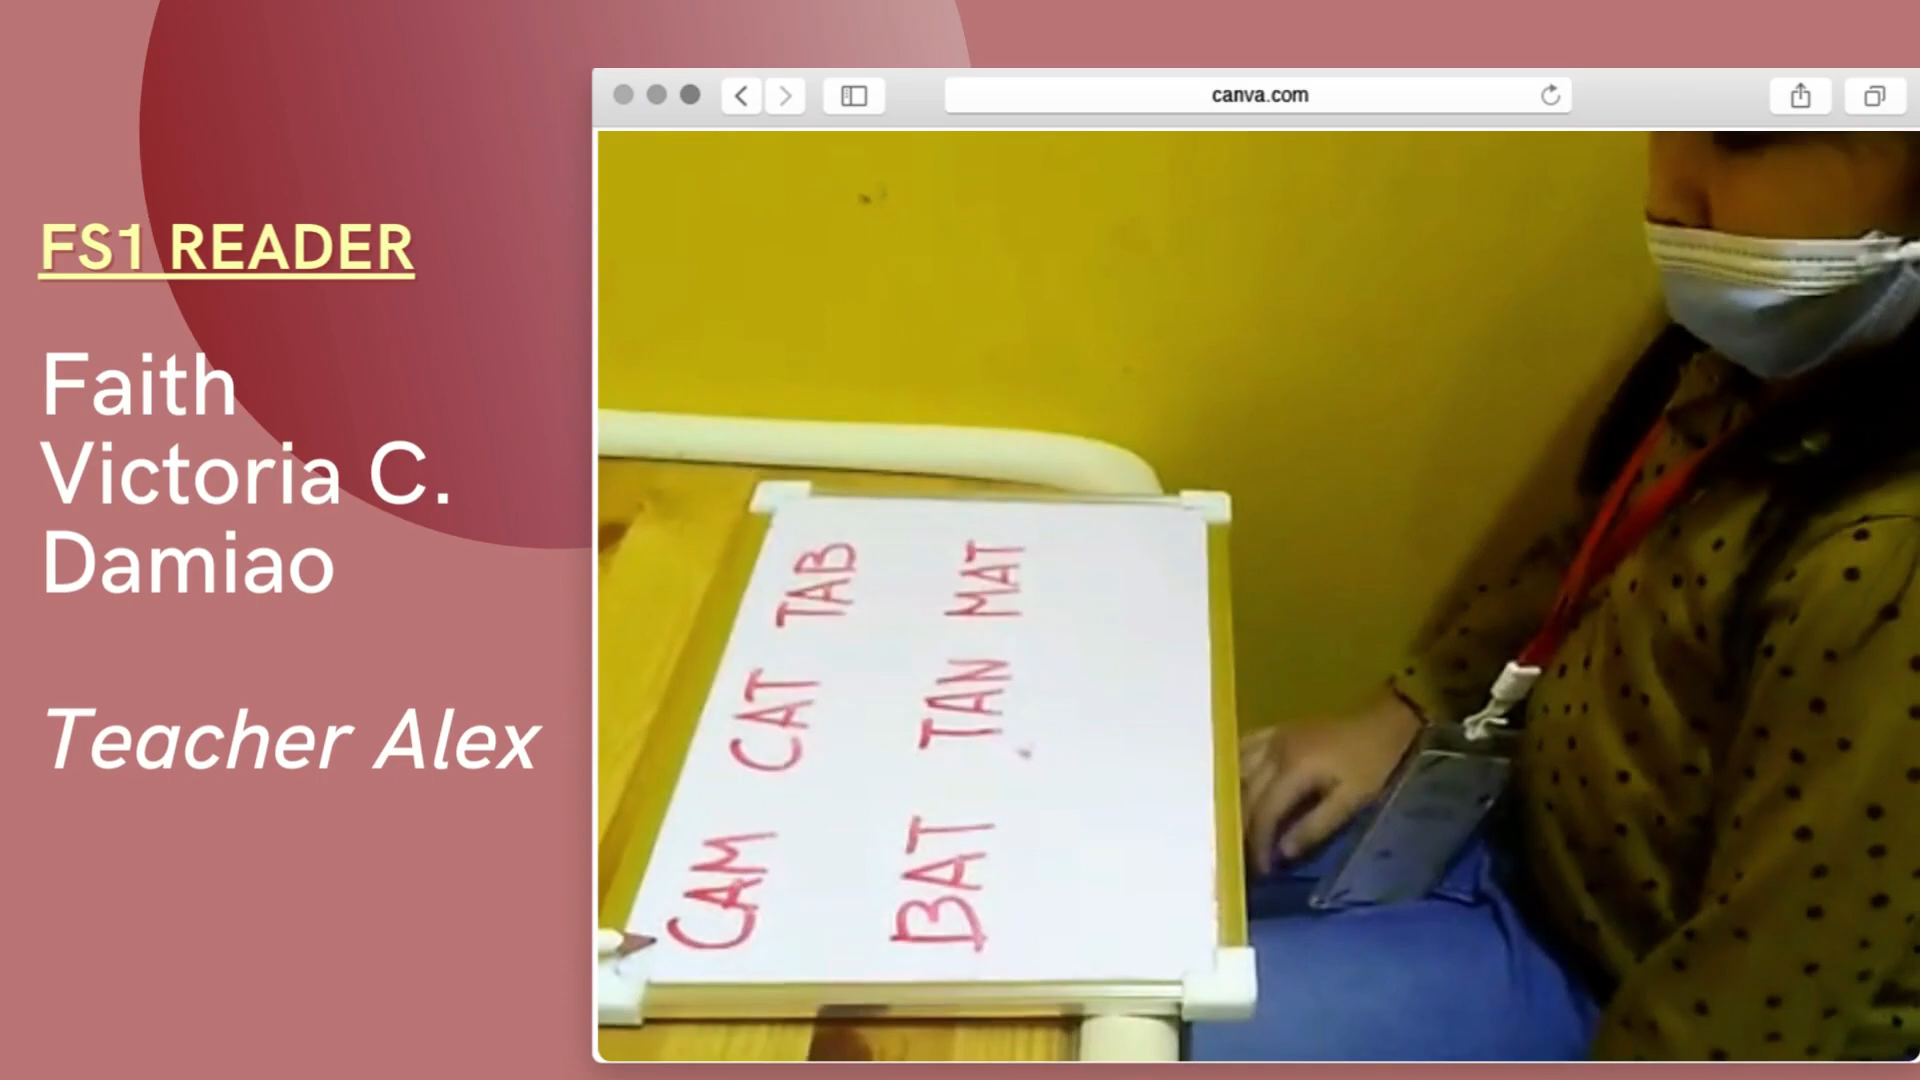 FS1 READER
Faith
Victoria C.
Damiao
Teacher Alex
canva.com
CAM CAT TAB
BAT TAN MAT